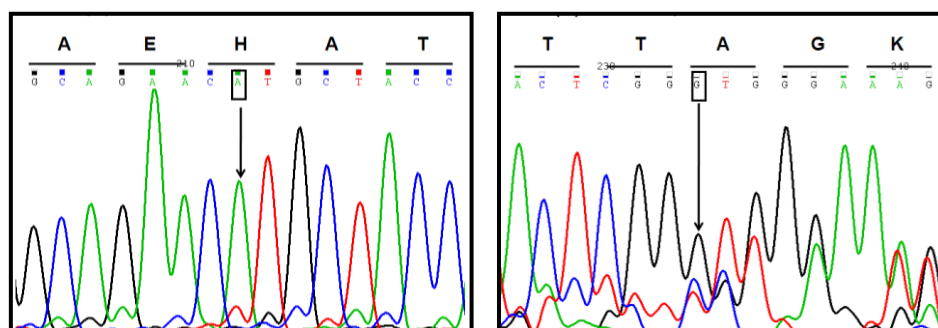 A E H A T
210
G C A G A A C A T G C T A C C
T T A G K
230 240
A C T C G G G T G G G A A A G